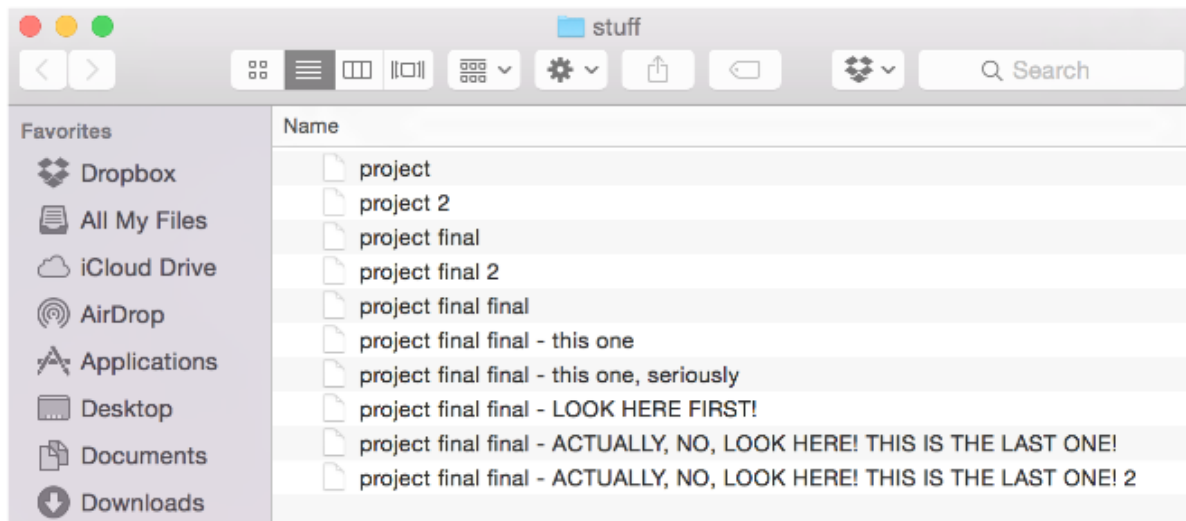 stuff
Search
Favorites
Dropbox
All My Files
iCloud Drive
AirDrop
Applications
Desktop
Documents
Downloads
Name
project
project 2
project final
project final 2
project final final
project final final - this one
project final final - this one, seriously
project final final - LOOK HERE FIRST!
project final final - ACTUALLY, NO, LOOK HERE! THIS IS THE LAST ONE!
project final final - ACTUALLY, NO, LOOK HERE! THIS IS THE LAST ONE! 2